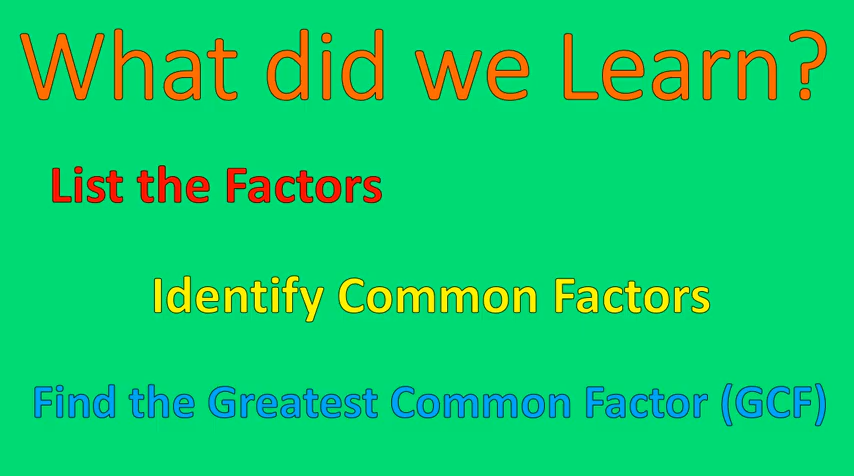 What did we Learn?
List the Factors
Identify Common Factors
Find the Greatest Common Factor (GCF)